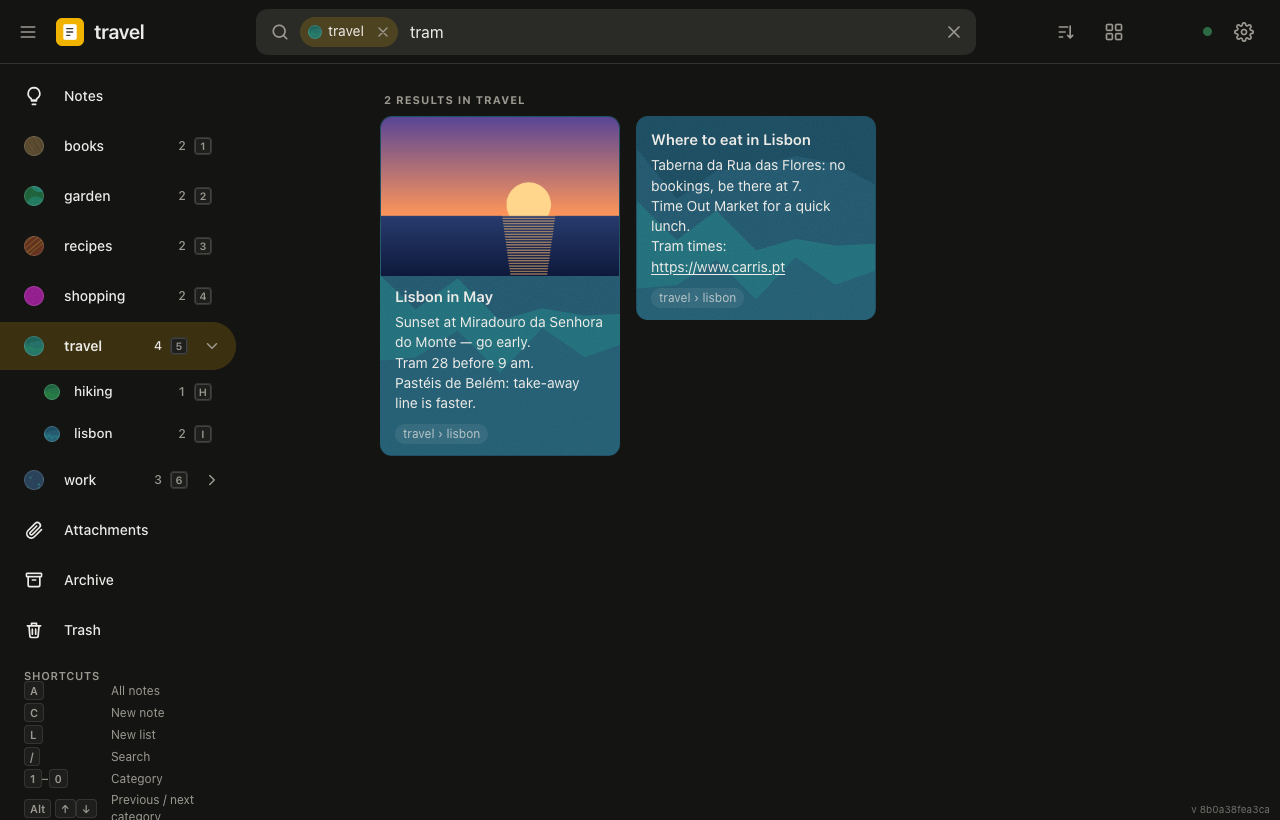 travel
travel
tram
Notes
books 2 1
garden 2 2
recipes 2 3
shopping 2 4
travel 4 5
hiking 1 H
lisbon 2 I
work 3 6
Attachments
Archive
Trash
SHORTCUTS
A All notes
C New note
L New list
/ Search
1–0 Category
Alt ↑ ↓ Previous / next
category
2 RESULTS IN TRAVEL
Lisbon in May
Sunset at Miradouro da Senhora
do Monte — go early.
Tram 28 before 9 am.
Pastéis de Belém: take-away
line is faster.
travel › lisbon
Where to eat in Lisbon
Taberna da Rua das Flores: no
bookings, be there at 7.
Time Out Market for a quick
lunch.
Tram times:
https://www.carris.pt
travel › lisbon
v 8b0a38fea3ca